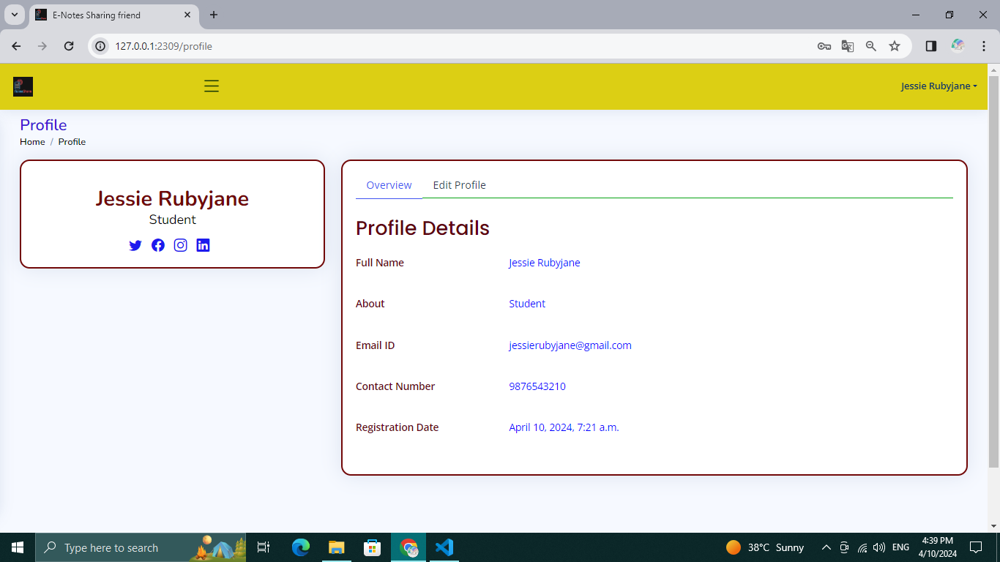 E-Notes Sharing friend
127.0.0.1:2309/profile
Jessie Rubyjane
Profile
Home / Profile
Jessie Rubyjane
Student
Overview Edit Profile
Profile Details
Full Name Jessie Rubyjane
About Student
Email ID jessierubyjane@gmail.com
Contact Number 9876543210
Registration Date April 10, 2024, 7:21 a.m.
Type here to search
38°C Sunny
ENG
4:39 PM
4/10/2024